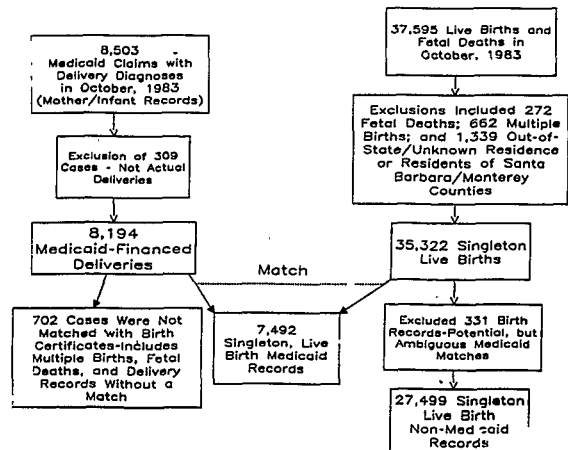 8,503
Medicaid Claims with
Delivery Diagnoses
in October, 1983
(Mother/Infant Records)
Exclusion of 309
Cases - Not Actual
Deliveries
8,194
Medicaid-Financed
Deliveries
702 Cases Were Not
Matched with Birth
Certificates-Includes
Multiple Births, Fetal
Deaths, and Delivery
Records Without a
Match
Match
7,492
Singleton, Live
Birth Medicaid
Records
37,595 Live Births and
Fetal Deaths in
October, 1983
Exclusions Included 272
Fetal Deaths; 662 Multiple
Births; and 1,339 Out-of-
State/Unknown Residence
or Residents of Santa
Barbara/Monterey
Counties
35,322 Singleton
Live Births
Excluded 331 Birth
Records-Potential, but
Ambiguous Medicaid
Matches
27,499 Singleton
Live Birth
Non-Medicaid
Records